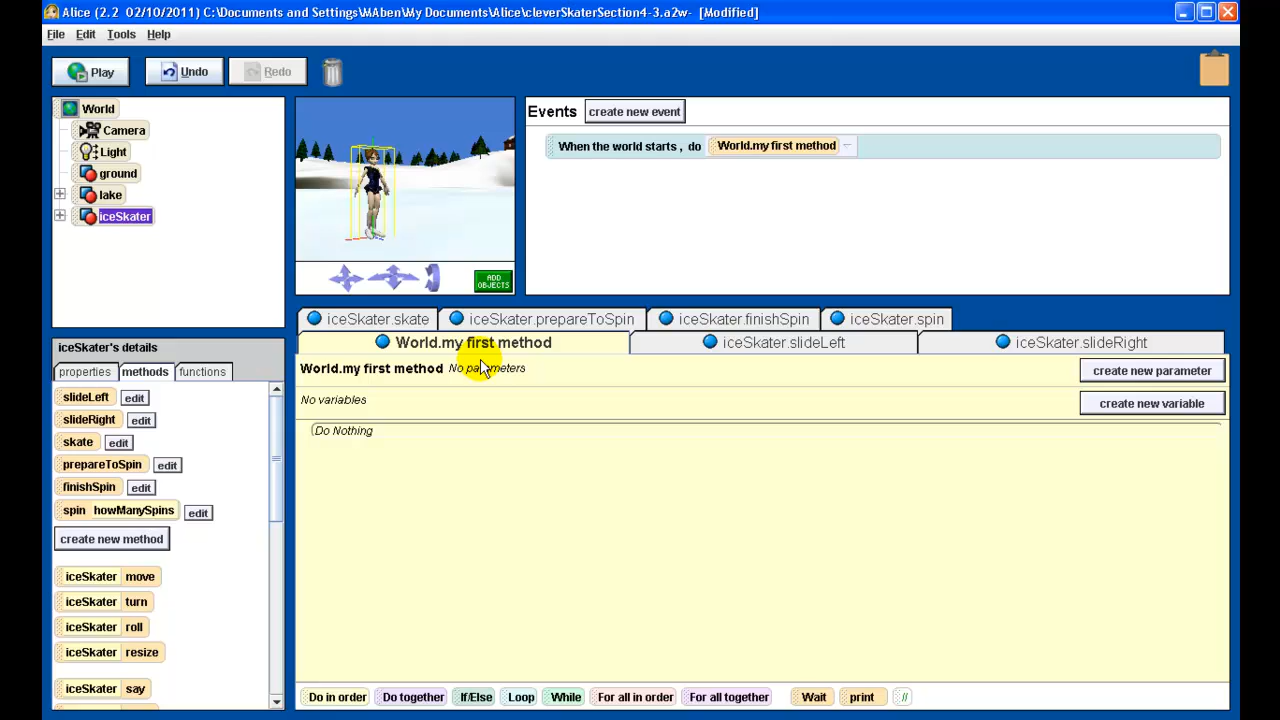 Alice (2.2 02/10/2011) C:\Documents and Settings\MAben\My Documents\Alice\cleverSkaterSection4-3.a2w- [Modified]
File Edit Tools Help
Play Undo Redo
World
Camera
Light
ground
lake
iceSkater
ADD OBJECTS
Events create new event
When the world starts , do World.my first method
iceSkater's details
properties methods functions
slideLeft edit
slideRight edit
skate edit
prepareToSpin edit
finishSpin edit
spin howManySpins edit
create new method
iceSkater move
iceSkater turn
iceSkater roll
iceSkater resize
iceSkater say
iceSkater.skate iceSkater.prepareToSpin iceSkater.finishSpin iceSkater.spin
World.my first method iceSkater.slideLeft iceSkater.slideRight
World.my first method No parameters create new parameter
No variables create new variable
Do Nothing
Do in order Do together If/Else Loop While For all in order For all together Wait print //